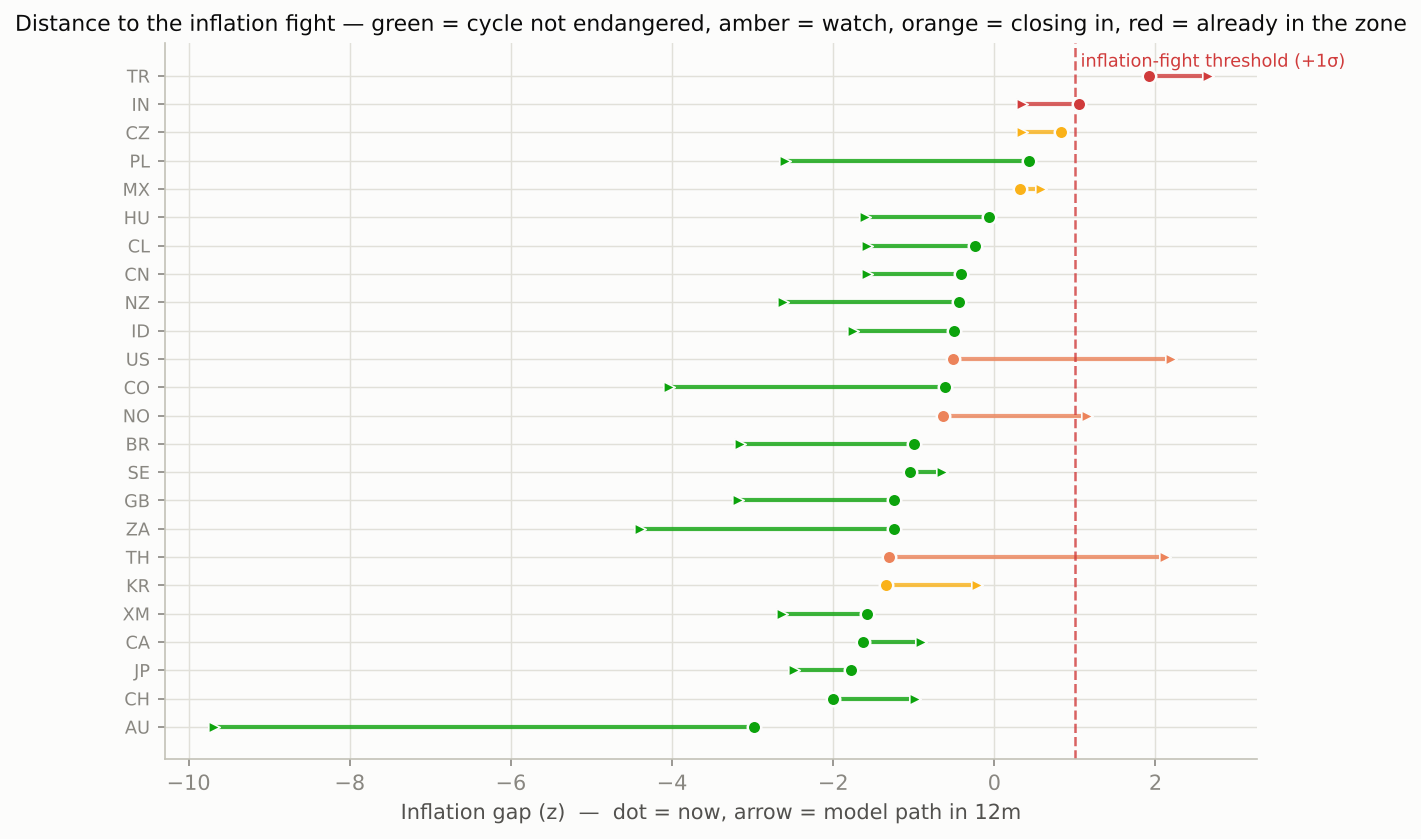 Distance to the inflation fight — green = cycle not endangered, amber = watch, orange = closing in, red = already in the zone
inflation-fight threshold (+1σ)
TR
IN
CZ
PL
MX
HU
CL
CN
NZ
ID
US
CO
NO
BR
SE
GB
ZA
TH
KR
XM
CA
JP
CH
AU
−10 −8 −6 −4 −2 0 2
Inflation gap (z) — dot = now, arrow = model path in 12m